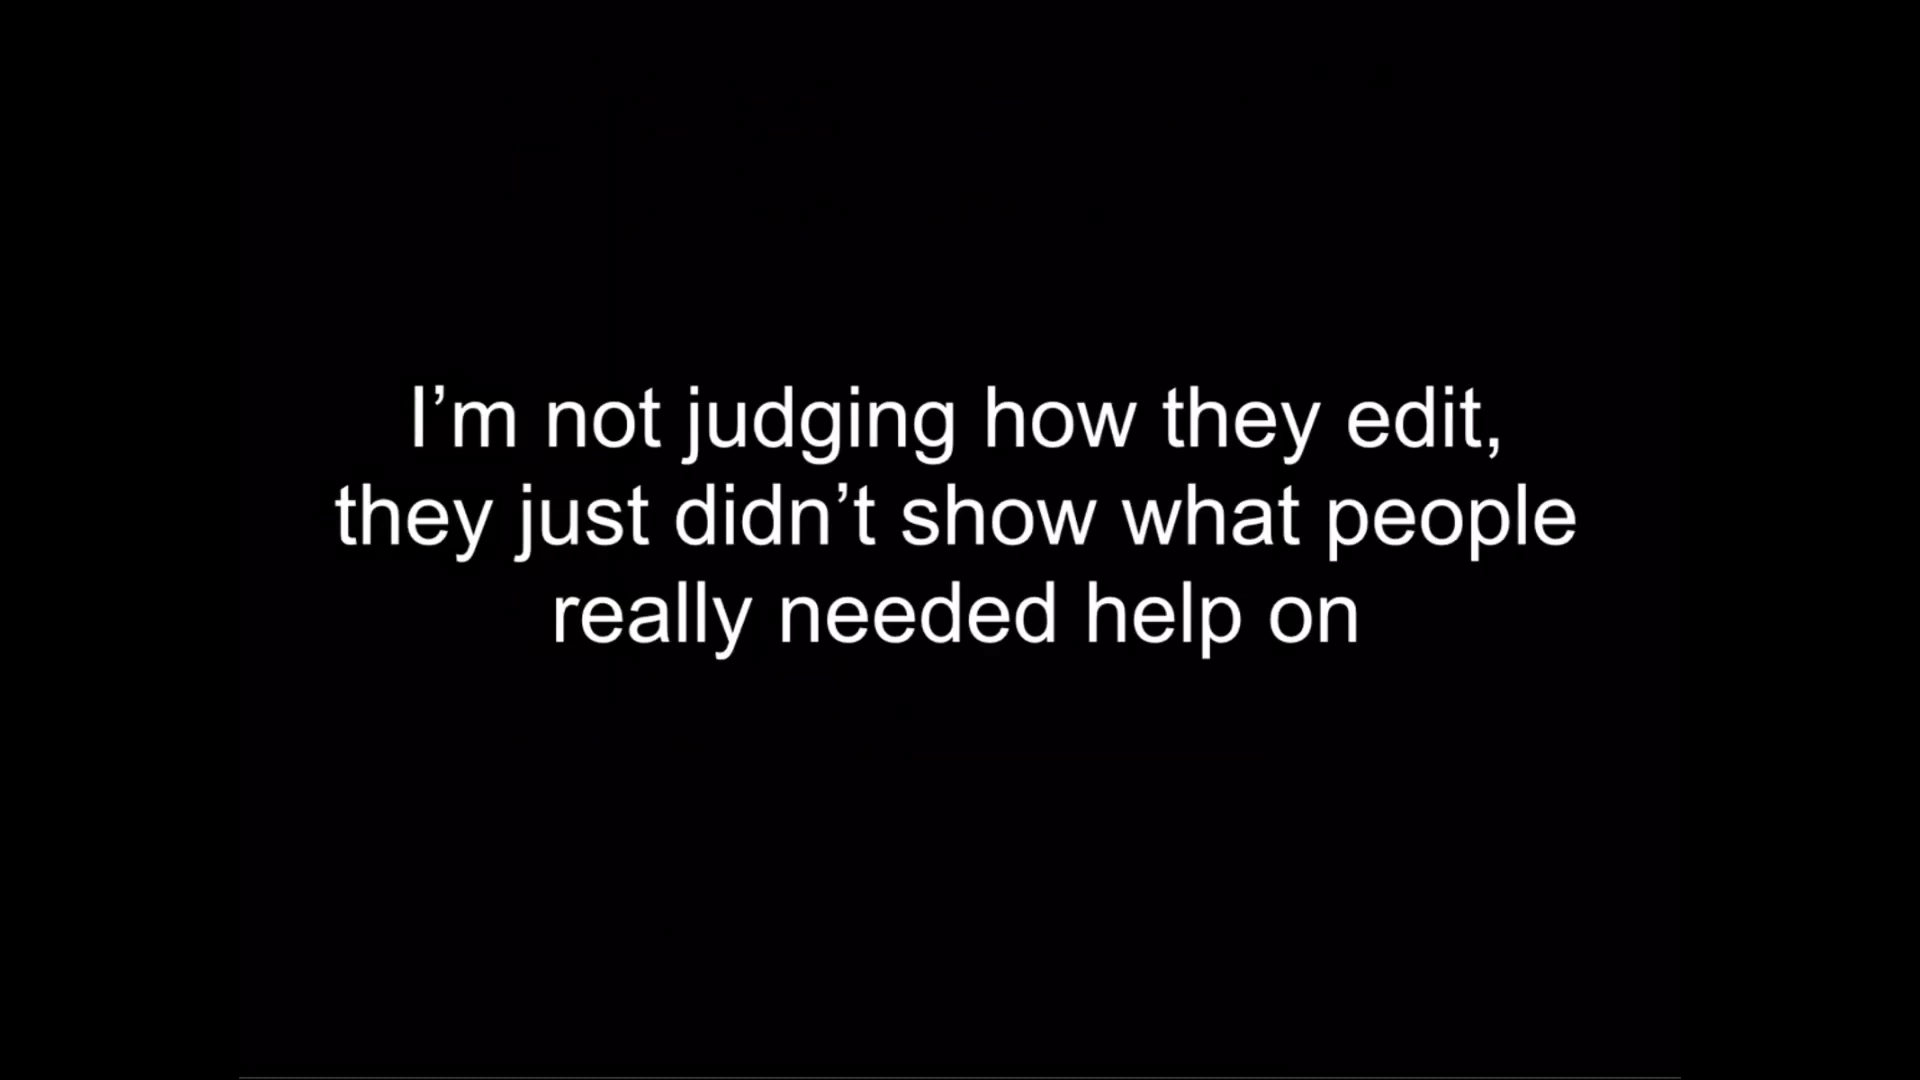 I’m not judging how they edit,
they just didn’t show what people
really needed help on